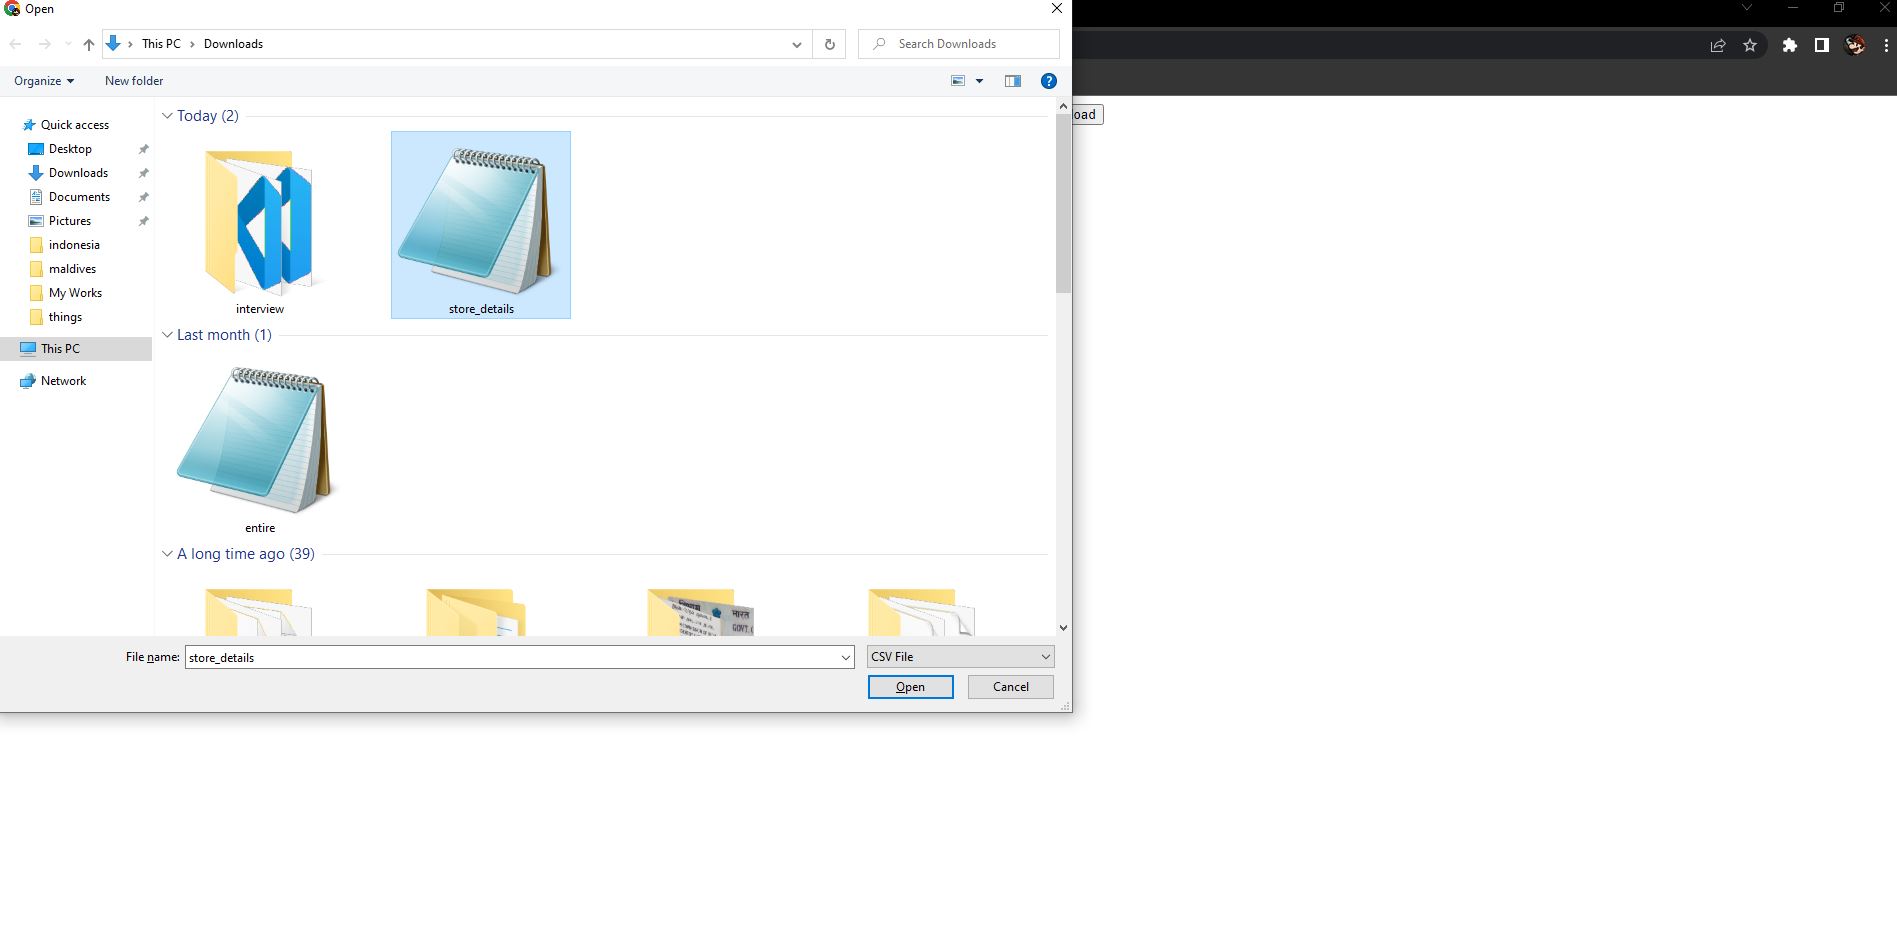 Open
This PC
Downloads
Search Downloads
Organize
New folder
oad
Quick access
Desktop
Downloads
Documents
Pictures
indonesia
maldives
My Works
things
This PC
Network
Today (2)
interview
store_details
Last month (1)
entire
A long time ago (39)
भारत
GOVT.
File name:
store_details
CSV File
Open
Cancel